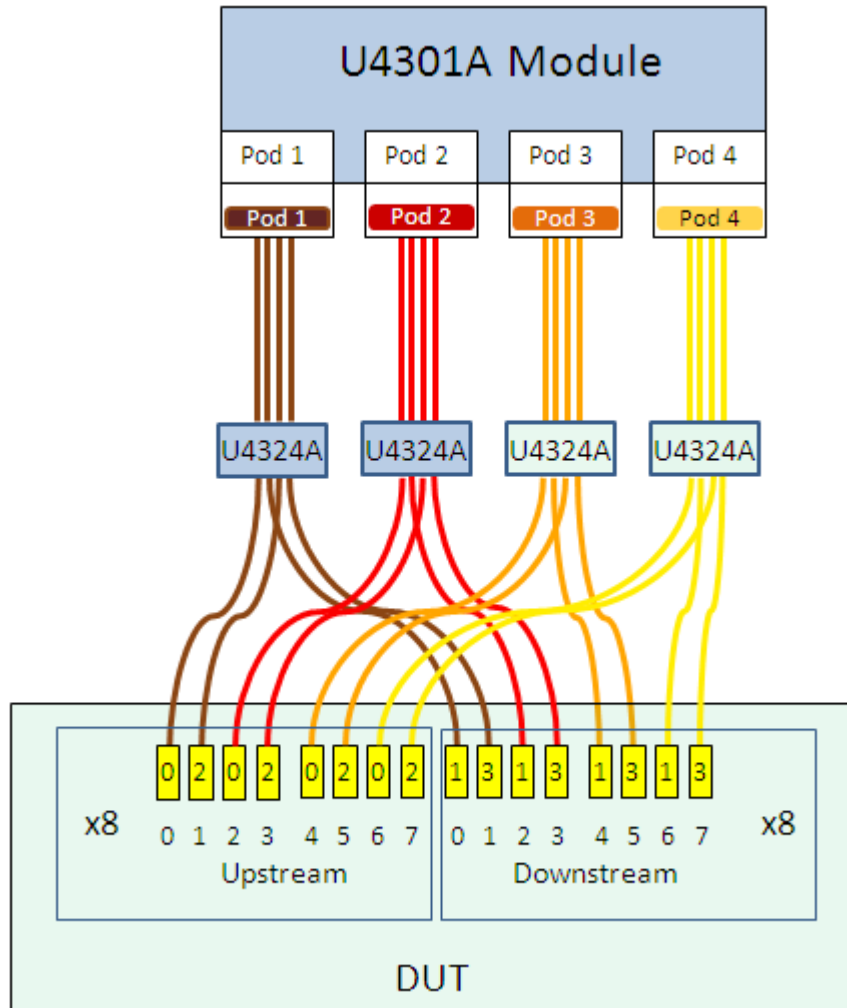 U4301A Module
Pod 1 Pod 2 Pod 3 Pod 4
Pod 1 Pod 2 Pod 3 Pod 4
U4324A U4324A U4324A U4324A
0 2 0 2 0 2 0 2 1 3 1 3 1 3 1 3
x8 x8
0 1 2 3 4 5 6 7 0 1 2 3 4 5 6 7
Upstream Downstream
DUT